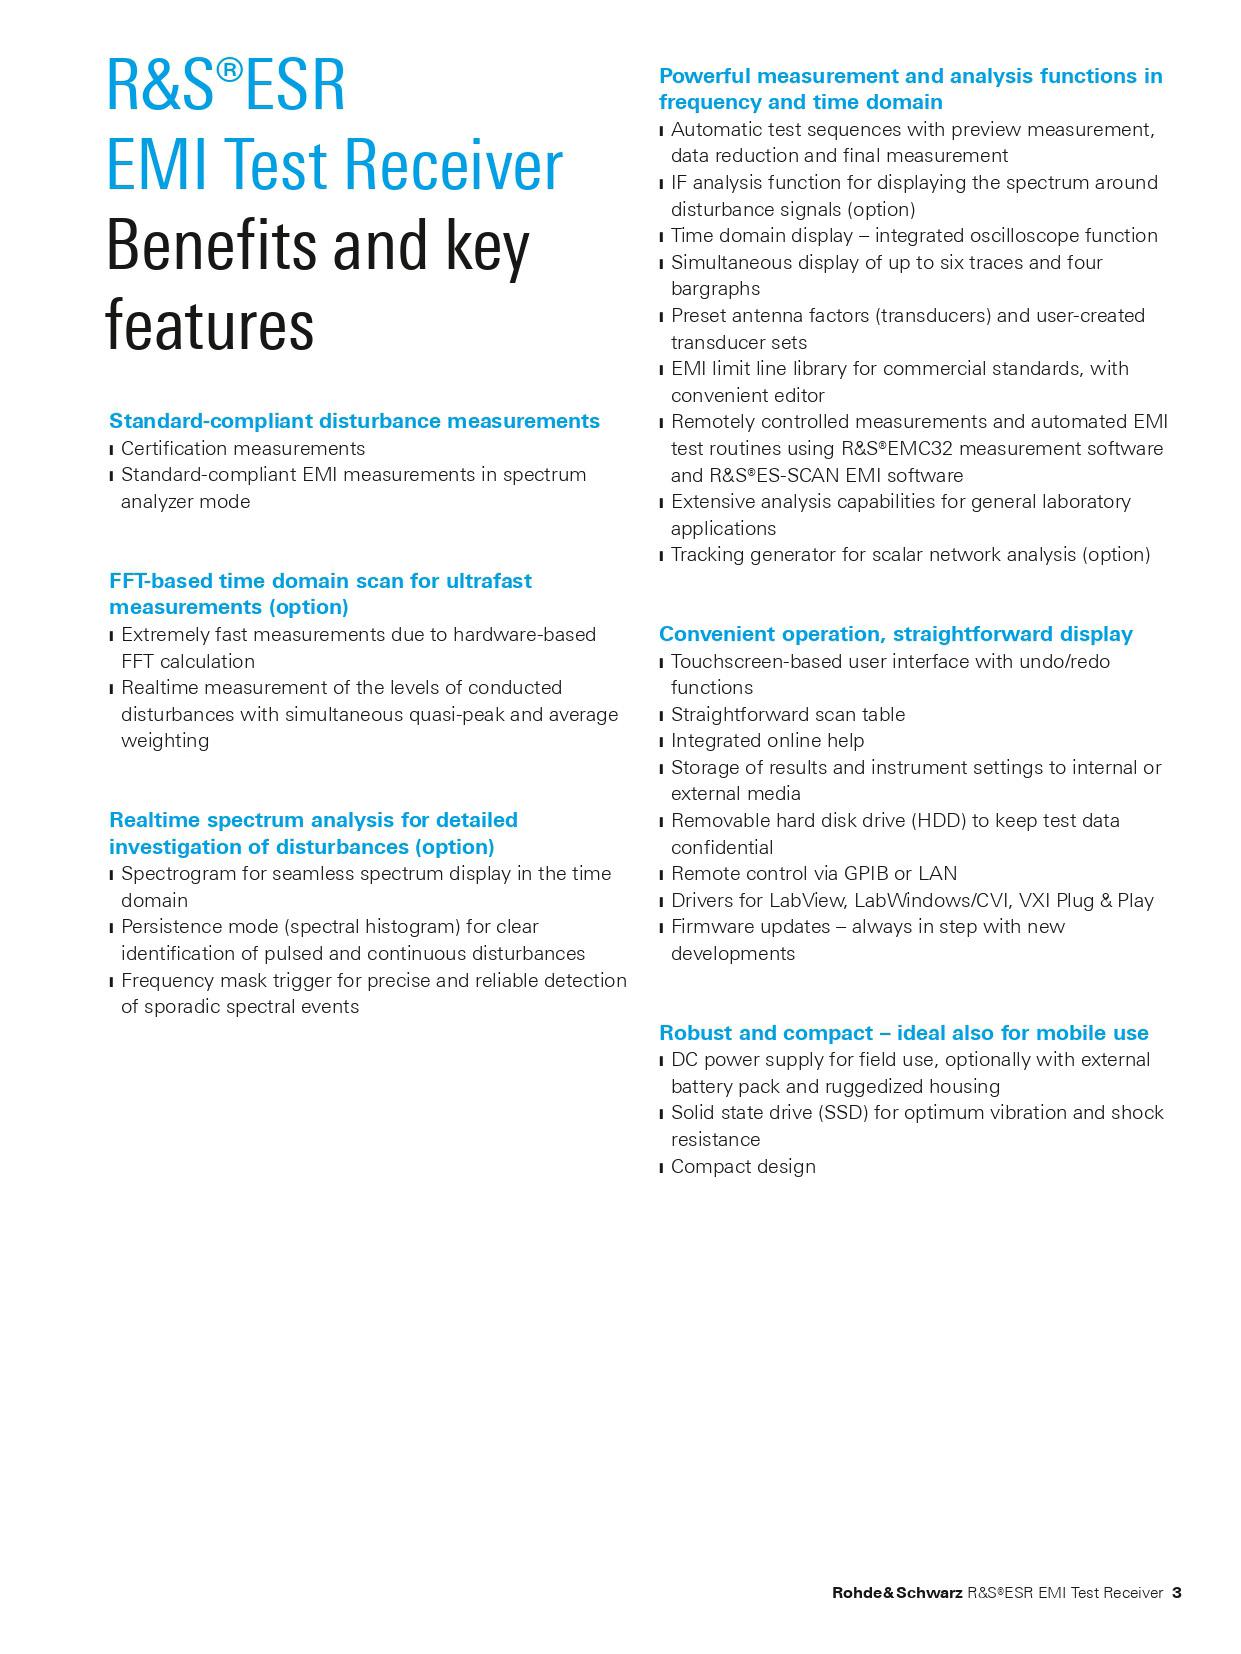 R&S®ESR
EMI Test Receiver
Benefits and key
features
Standard-compliant disturbance measurements
ı Certification measurements
ı Standard-compliant EMI measurements in spectrum
analyzer mode
FFT-based time domain scan for ultrafast
measurements (option)
ı Extremely fast measurements due to hardware-based
FFT calculation
ı Realtime measurement of the levels of conducted
disturbances with simultaneous quasi-peak and average
weighting
Realtime spectrum analysis for detailed
investigation of disturbances (option)
ı Spectrogram for seamless spectrum display in the time
domain
ı Persistence mode (spectral histogram) for clear
identification of pulsed and continuous disturbances
ı Frequency mask trigger for precise and reliable detection
of sporadic spectral events
Powerful measurement and analysis functions in
frequency and time domain
ı Automatic test sequences with preview measurement,
data reduction and final measurement
ı IF analysis function for displaying the spectrum around
disturbance signals (option)
ı Time domain display – integrated oscilloscope function
ı Simultaneous display of up to six traces and four
bargraphs
ı Preset antenna factors (transducers) and user-created
transducer sets
ı EMI limit line library for commercial standards, with
convenient editor
ı Remotely controlled measurements and automated EMI
test routines using R&S®EMC32 measurement software
and R&S®ES-SCAN EMI software
ı Extensive analysis capabilities for general laboratory
applications
ı Tracking generator for scalar network analysis (option)
Convenient operation, straightforward display
ı Touchscreen-based user interface with undo/redo
functions
ı Straightforward scan table
ı Integrated online help
ı Storage of results and instrument settings to internal or
external media
ı Removable hard disk drive (HDD) to keep test data
confidential
ı Remote control via GPIB or LAN
ı Drivers for LabView, LabWindows/CVI, VXI Plug & Play
ı Firmware updates – always in step with new
developments
Robust and compact – ideal also for mobile use
ı DC power supply for field use, optionally with external
battery pack and ruggedized housing
ı Solid state drive (SSD) for optimum vibration and shock
resistance
ı Compact design
Rohde & Schwarz R&S®ESR EMI Test Receiver 3